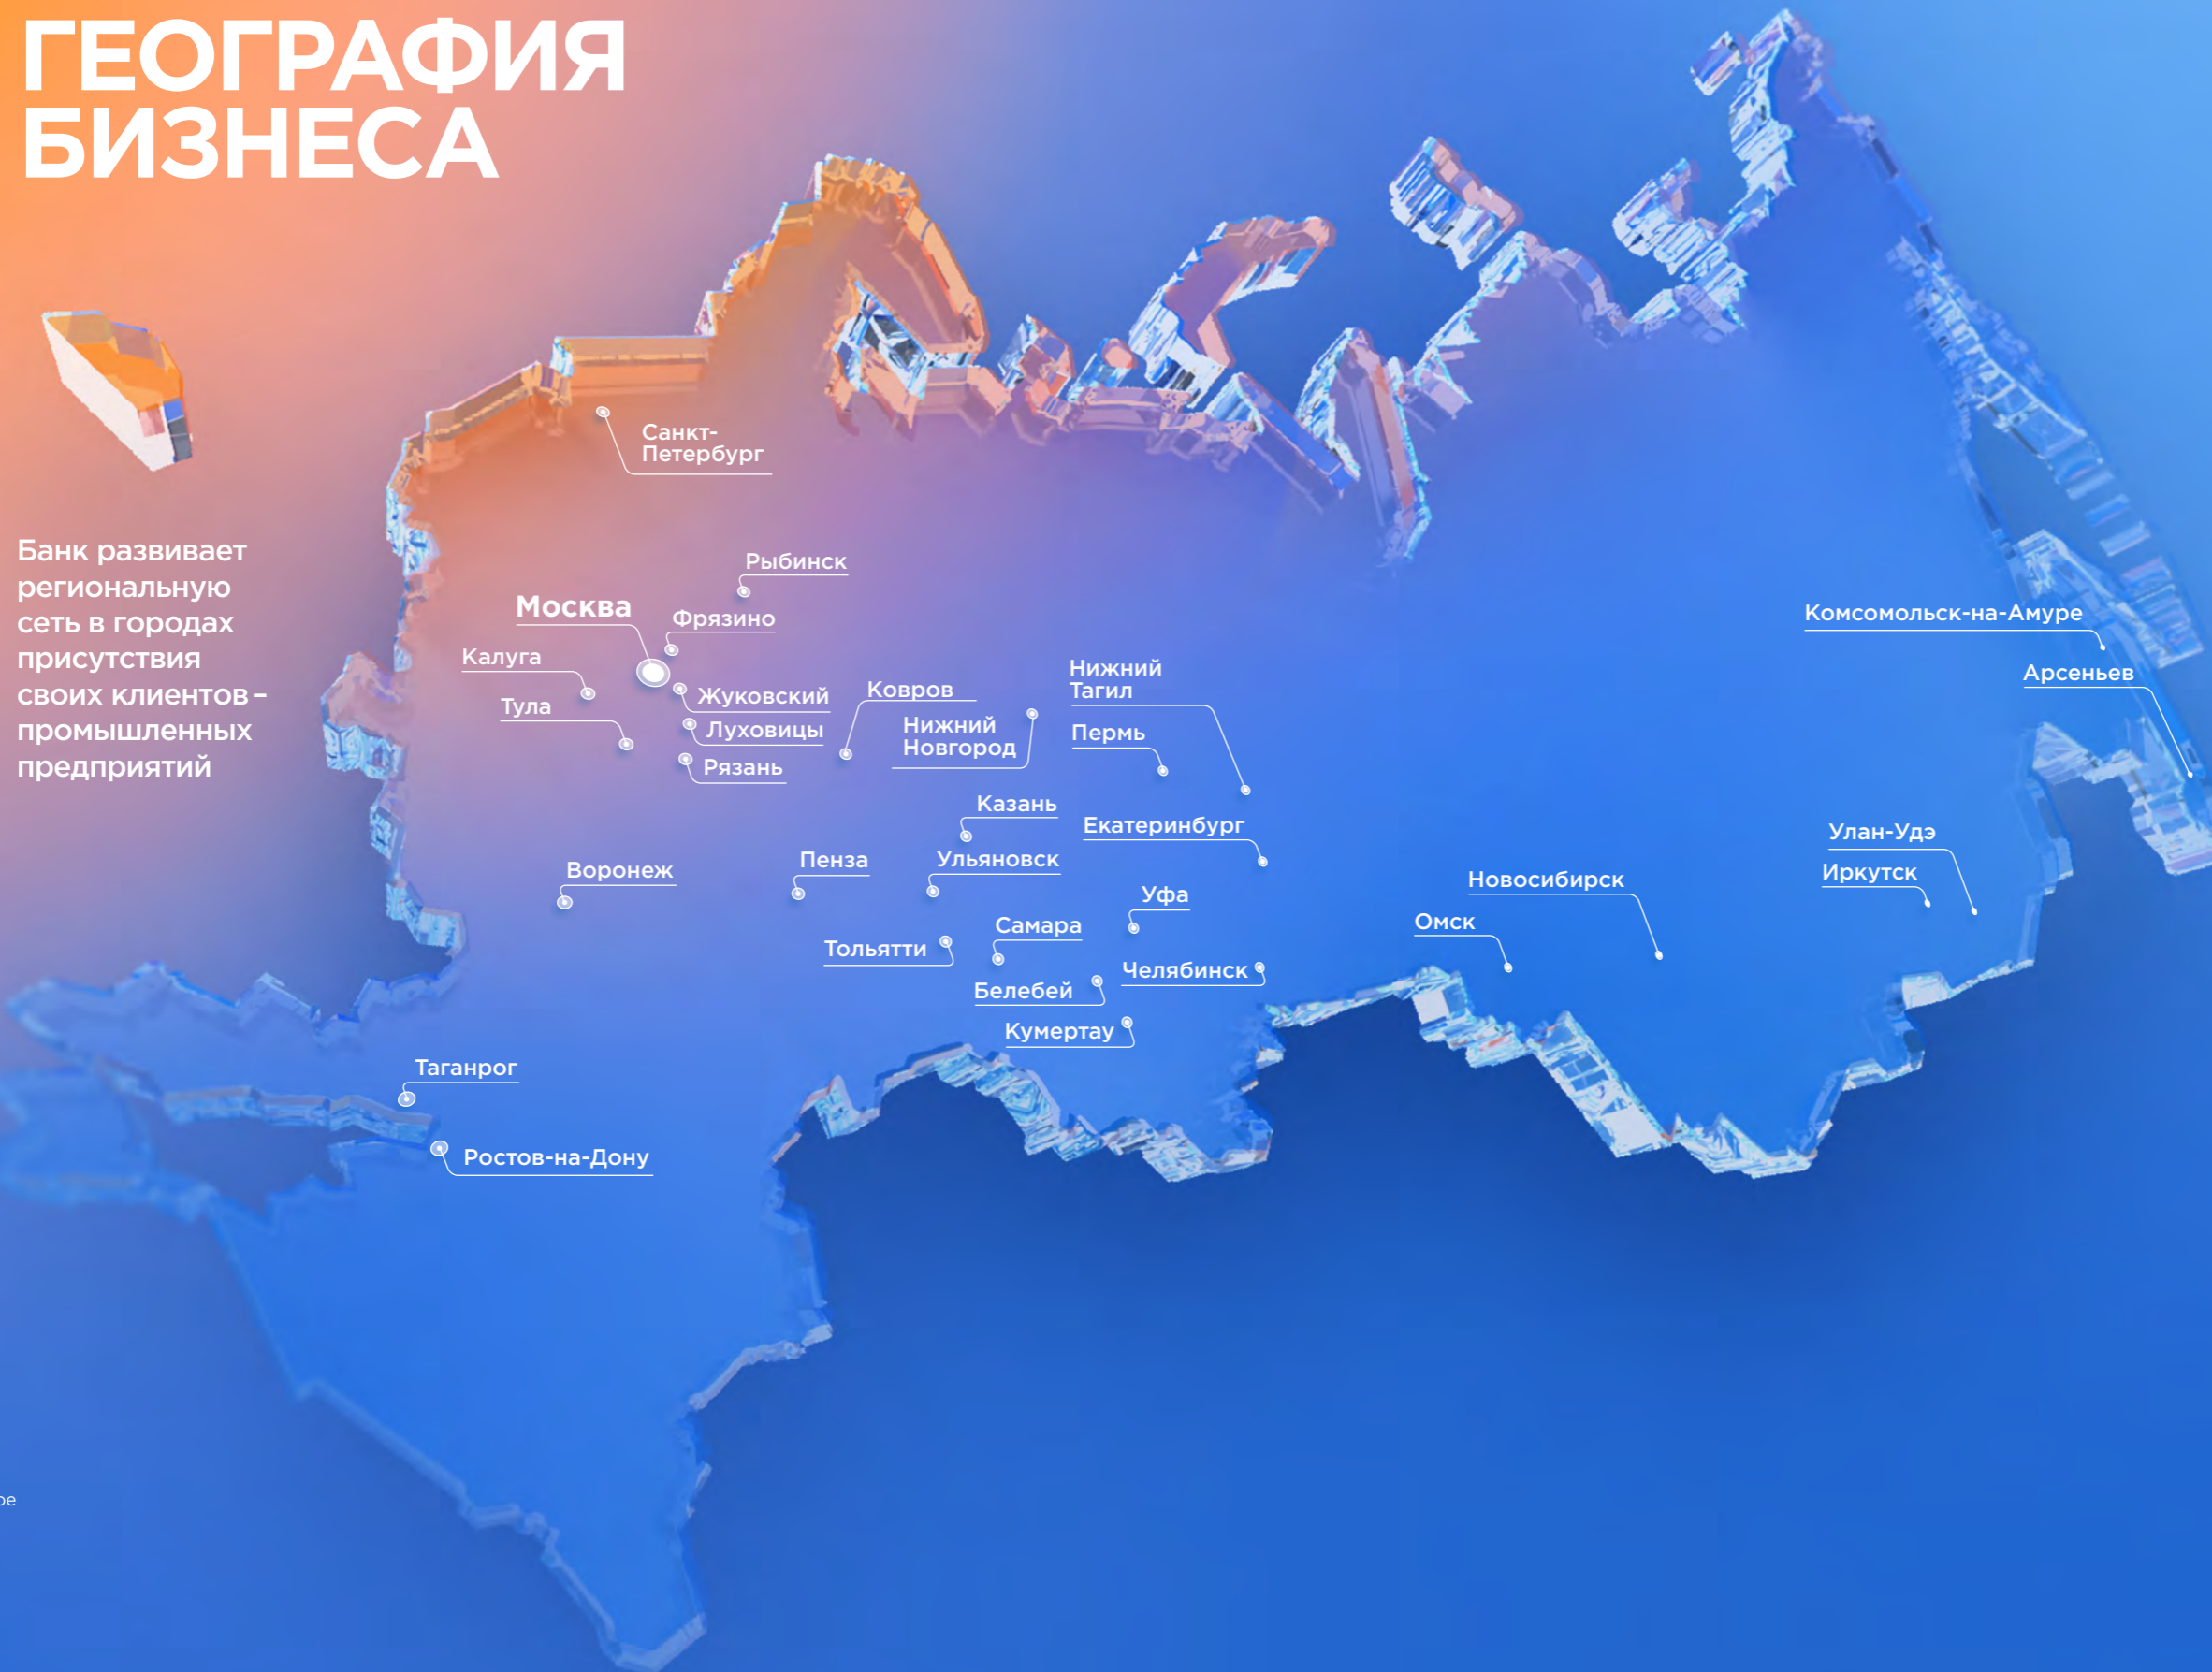 ГЕОГРАФИЯ
БИЗНЕСА
Банк развивает
региональную
сеть в городах
присутствия
своих клиентов –
промышленных
предприятий
Санкт-
Петербург
Рыбинск
Москва
Фрязино
Калуга
Тула
Жуковский
Луховицы
Рязань
Ковров
Нижний
Новгород
Нижний
Тагил
Пермь
Казань
Екатеринбург
Воронеж
Пенза
Ульяновск
Уфа
Самара
Тольятти
Челябинск
Белебей
Кумертау
Таганрог
Ростов-на-Дону
Комсомольск-на-Амуре
Арсеньев
Улан-Удэ
Иркутск
Новосибирск
Омск